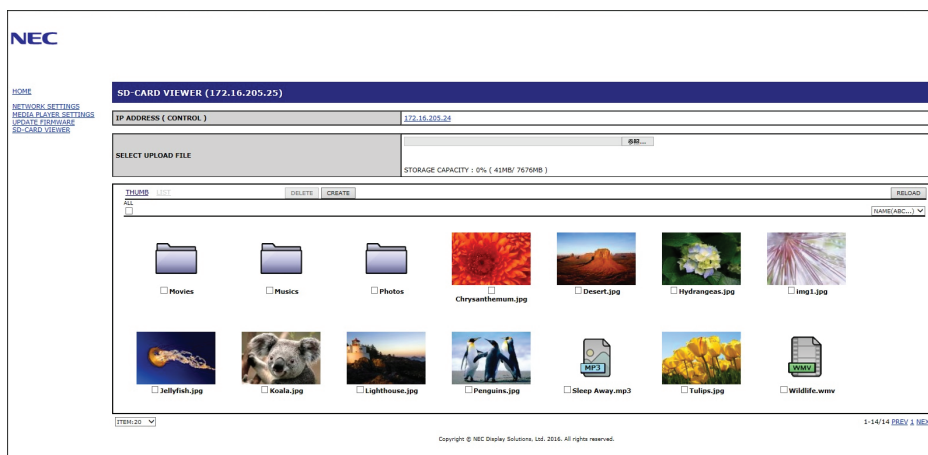 NEC
HOME
NETWORK SETTINGS
MEDIA PLAYER SETTINGS
UPDATE FIRMWARE
SD-CARD VIEWER
SD-CARD VIEWER (172.16.205.25)
IP ADDRESS ( CONTROL ) 172.16.205.24
SELECT UPLOAD FILE 参照...
STORAGE CAPACITY : 0% ( 41MB/ 7676MB )
THUMB LIST DELETE CREATE RELOAD
ALL
NAME(ABC...)
Movies Musics Photos Chrysanthemum.jpg Desert.jpg Hydrangeas.jpg img1.jpg
MP3 WMV
Jellyfish.jpg Koala.jpg Lighthouse.jpg Penguins.jpg Sleep Away.mp3 Tulips.jpg Wildlife.wmv
ITEM:20 1-14/14 PREV 1 NEX
Copyright © NEC Display Solutions, Ltd. 2016. All rights reserved.